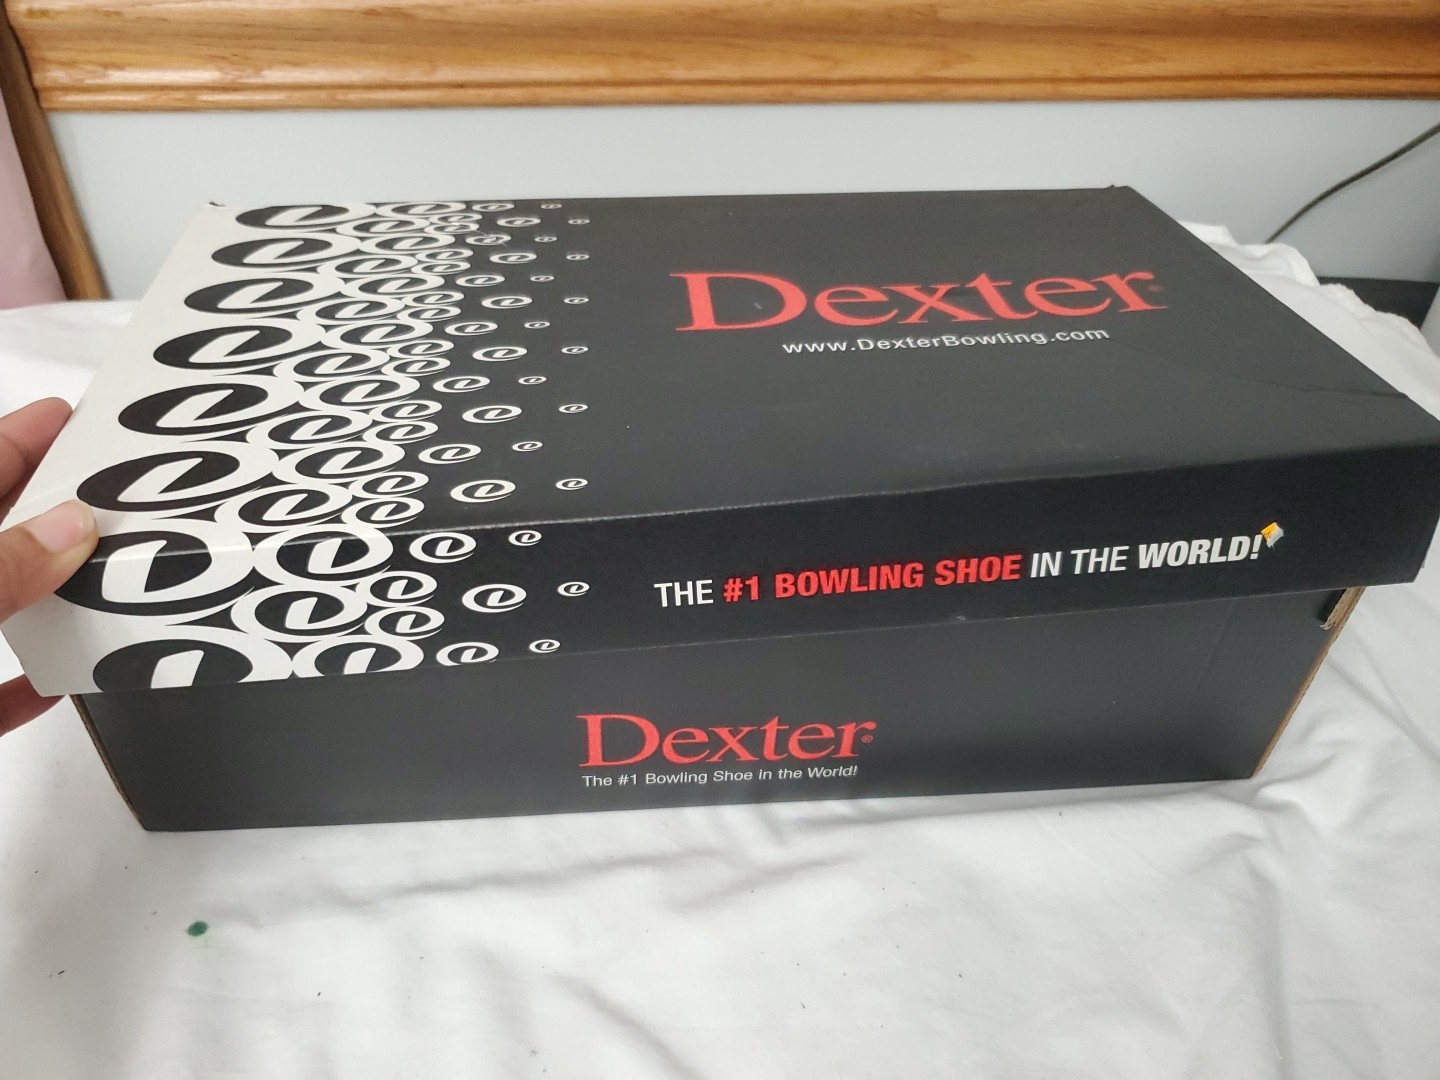 Dexter®
www.DexterBowling.com
THE #1 BOWLING SHOE IN THE WORLD!
Dexter®
The #1 Bowling Shoe in the World!